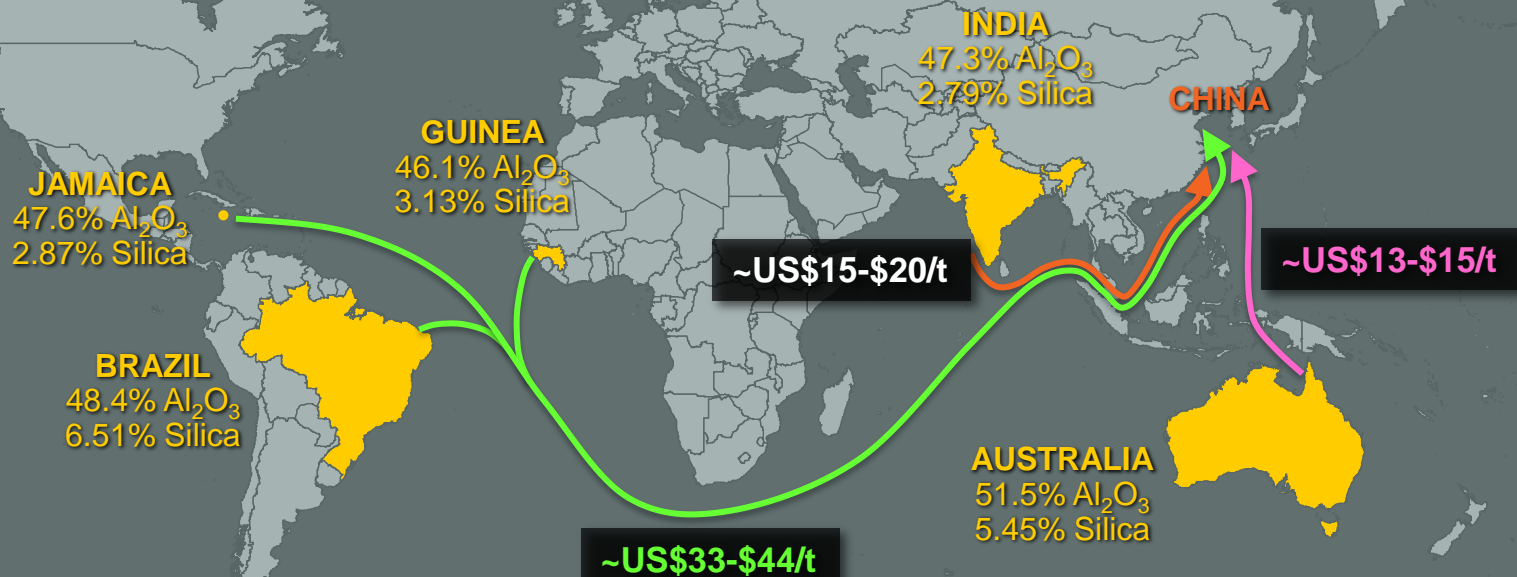 INDIA
47.3% Al₂O₃
2.79% Silica
CHINA
GUINEA
46.1% Al₂O₃
3.13% Silica
JAMAICA
47.6% Al₂O₃
2.87% Silica
~US$15-$20/t
~US$13-$15/t
BRAZIL
48.4% Al₂O₃
6.51% Silica
AUSTRALIA
51.5% Al₂O₃
5.45% Silica
~US$33-$44/t